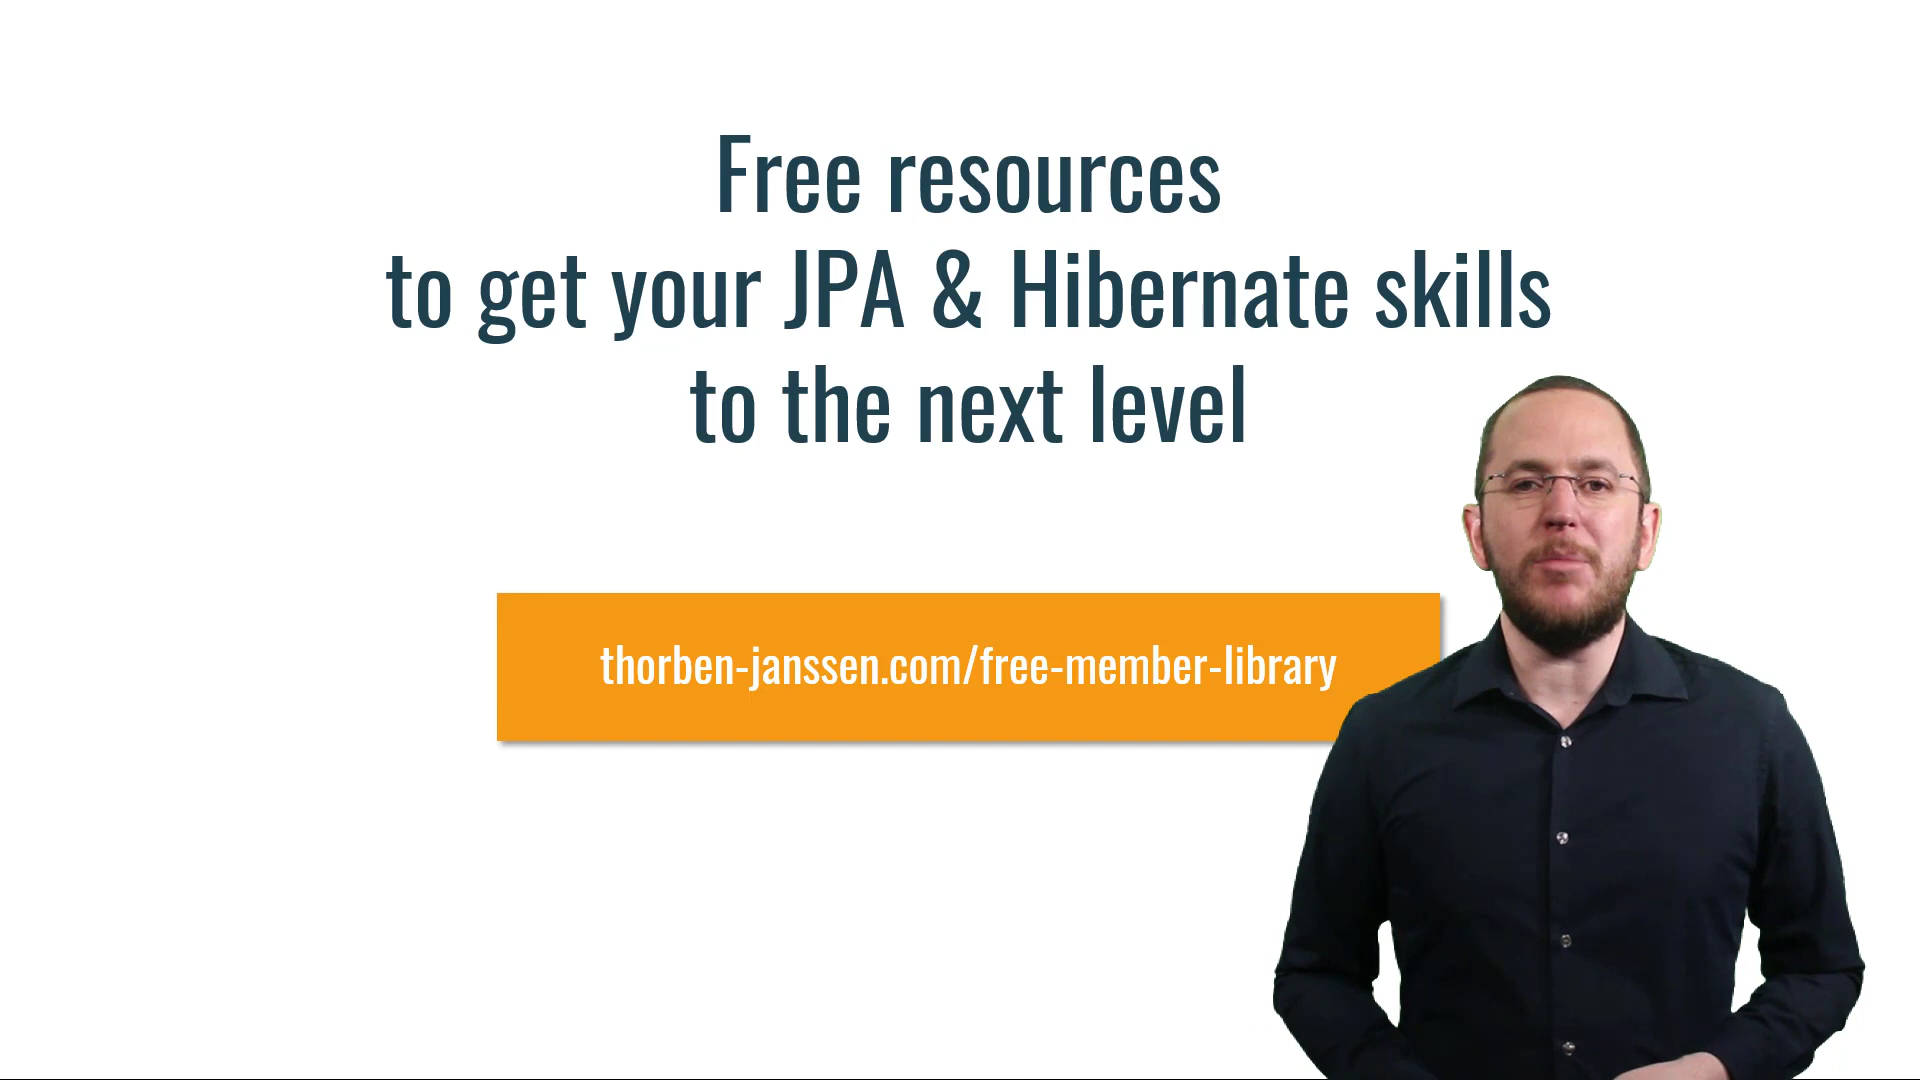 Free resources
to get your JPA & Hibernate skills
to the next level
thorben-janssen.com/free-member-library